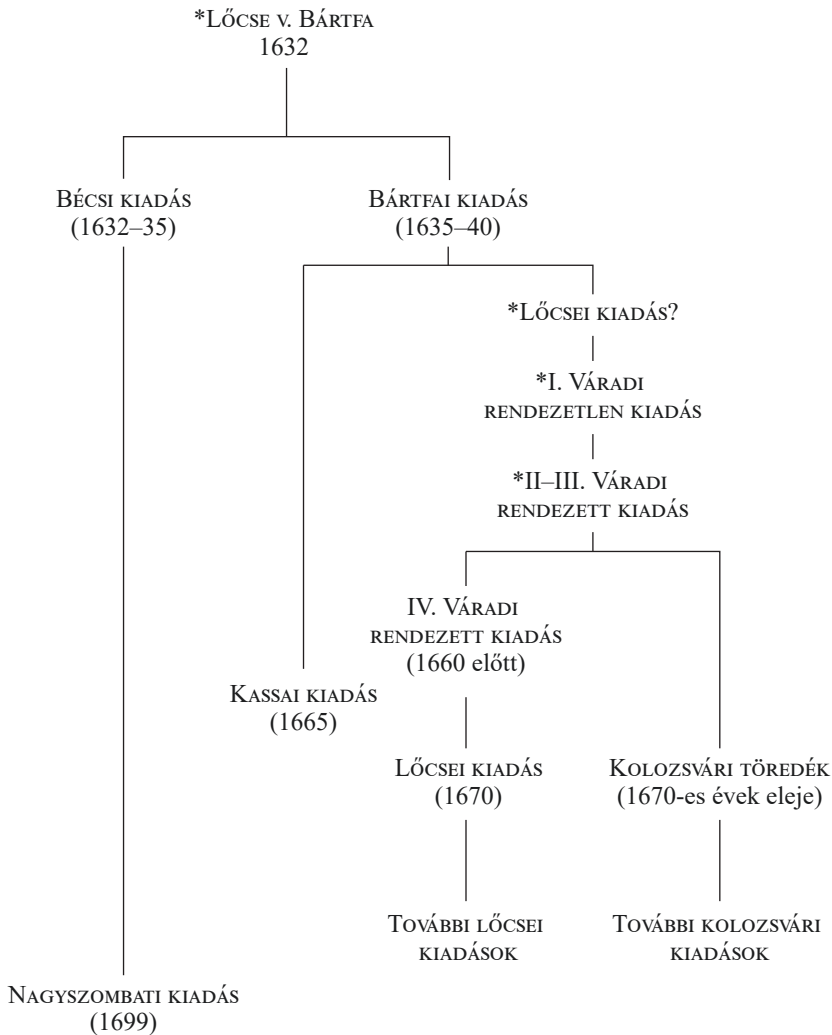 *Lőcse v. Bártfa
1632
Bécsi kiadás
(1632–35)
Bártfai kiadás
(1635–40)
*Lőcsei kiadás?
*I. Váradi
rendezetlen kiadás
*II–III. Váradi
rendezett kiadás
IV. Váradi
rendezett kiadás
(1660 előtt)
Kassai kiadás
(1665)
Lőcsei kiadás
(1670)
Kolozsvári töredék
(1670-es évek eleje)
További lőcsei
kiadások
További kolozsvári
kiadások
Nagyszombati kiadás
(1699)